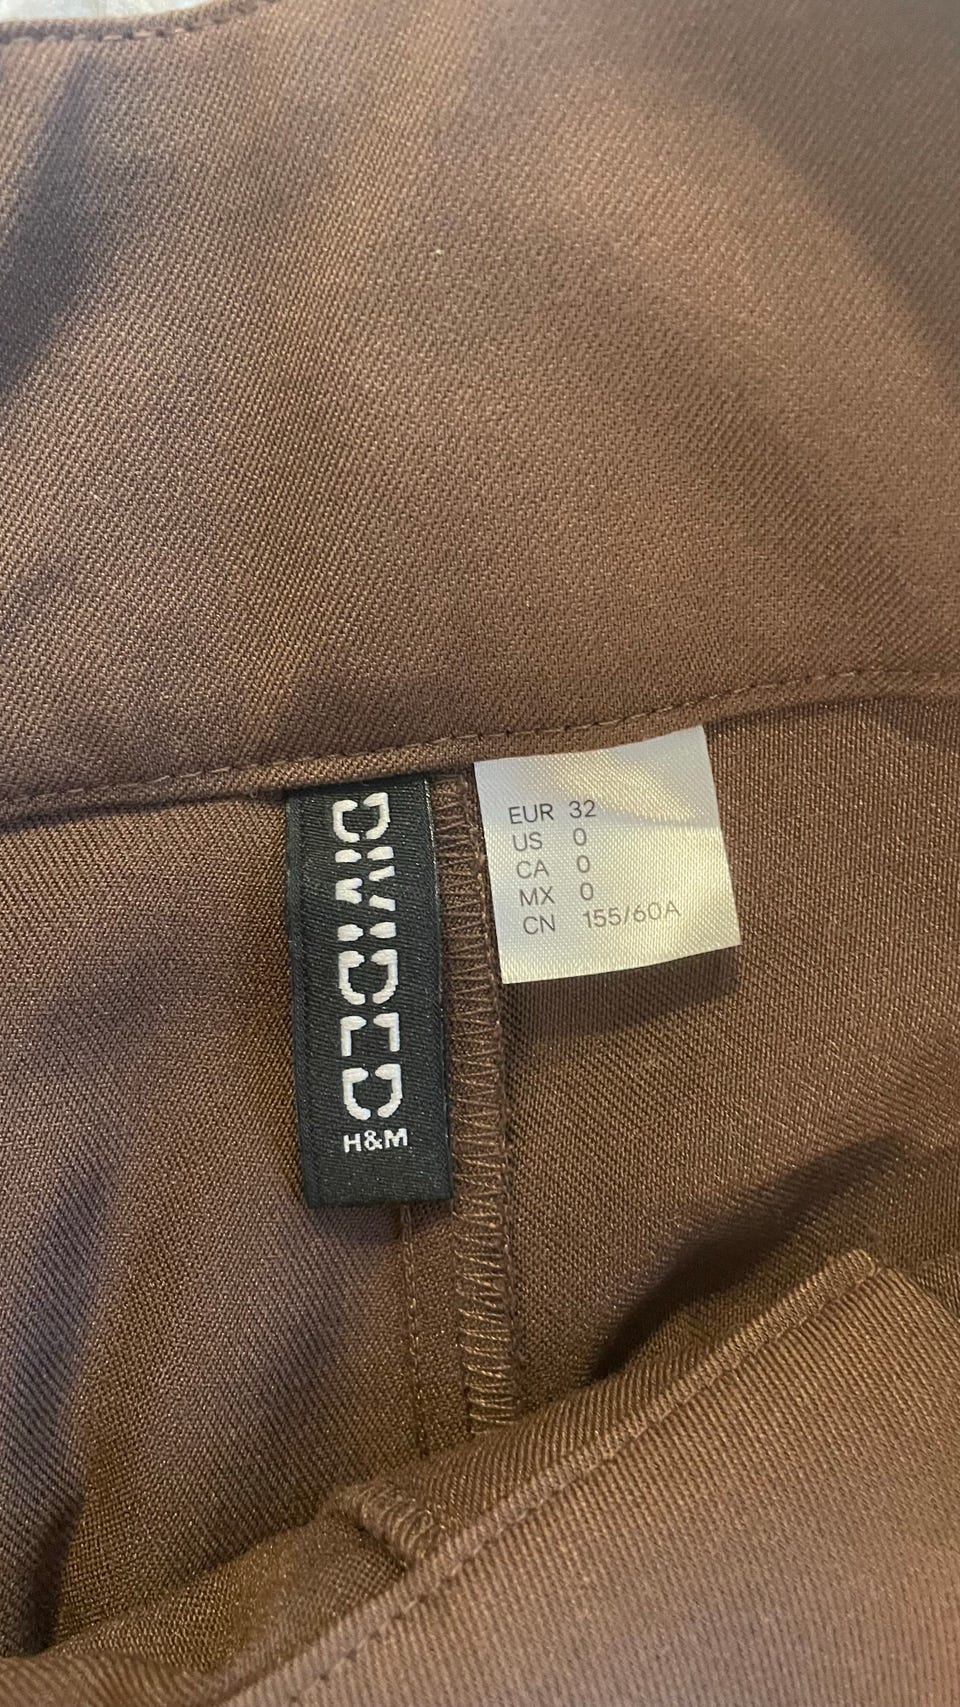 DIVIDED
H&M
EUR 32
US 0
CA 0
MX 0
CN 155/60A